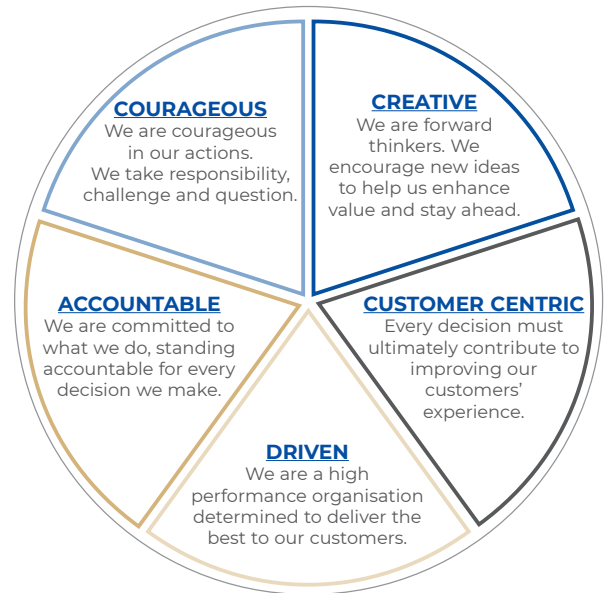 COURAGEOUS
We are courageous
in our actions.
We take responsibility,
challenge and question.
CREATIVE
We are forward
thinkers. We
encourage new ideas
to help us enhance
value and stay ahead.
ACCOUNTABLE
We are committed to
what we do, standing
accountable for every
decision we make.
CUSTOMER CENTRIC
Every decision must
ultimately contribute to
improving our
customers’
experience.
DRIVEN
We are a high
performance organisation
determined to deliver the
best to our customers.